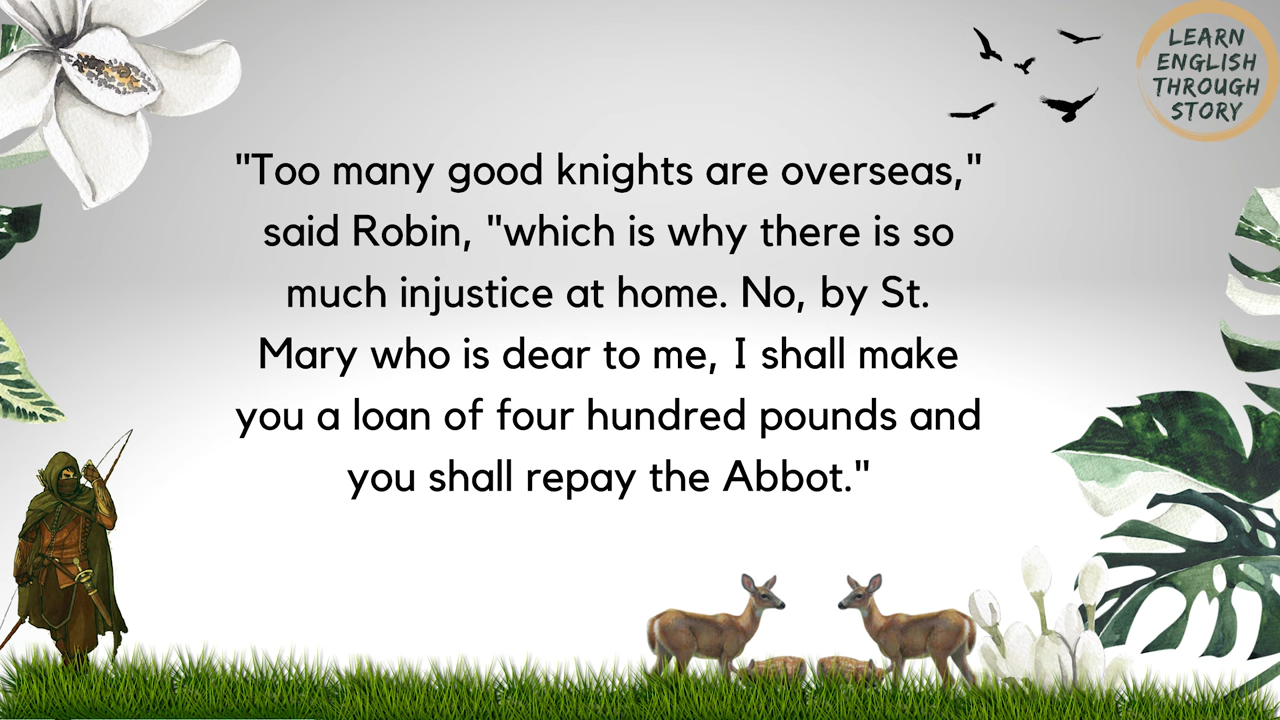 LEARN
ENGLISH
THROUGH
STORY
"Too many good knights are overseas,"
said Robin, "which is why there is so
much injustice at home. No, by St.
Mary who is dear to me, I shall make
you a loan of four hundred pounds and
you shall repay the Abbot."